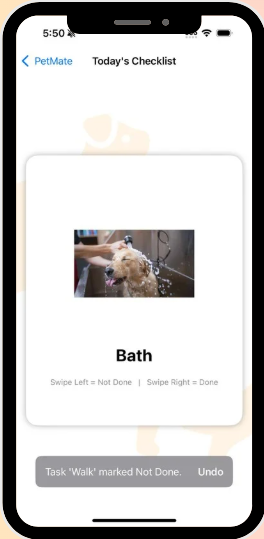 5:50
PetMate
Today's Checklist
Bath
Swipe Left = Not Done | Swipe Right = Done
Task 'Walk' marked Not Done. Undo